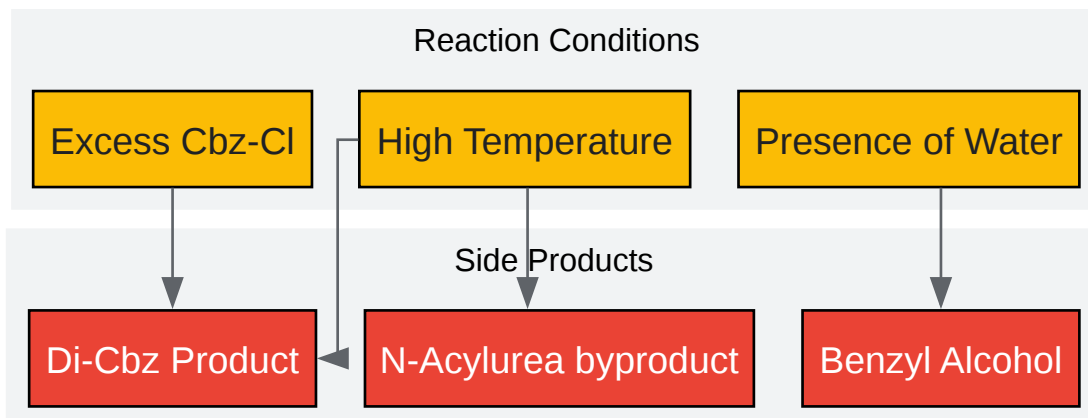 Reaction Conditions
Excess Cbz-Cl
High Temperature
Presence of Water
Side Products
Di-Cbz Product
N-Acylurea byproduct
Benzyl Alcohol